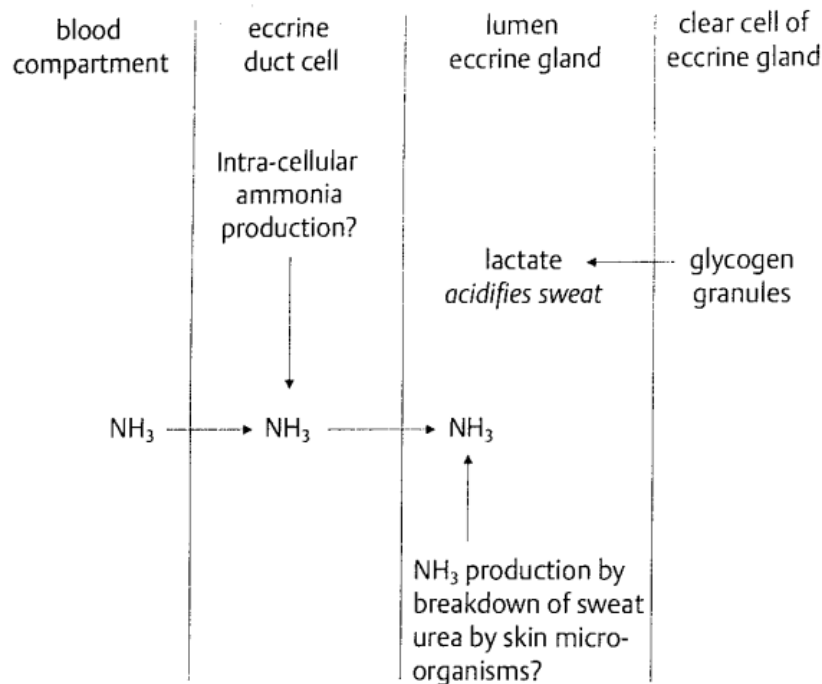 blood
compartment
eccrine
duct cell
lumen
eccrine gland
clear cell of
eccrine gland
Intra-cellular
ammonia
production?
lactate
acidifies sweat
glycogen
granules
NH₃
NH₃
NH₃
NH₃ production by
breakdown of sweat
urea by skin micro-
organisms?